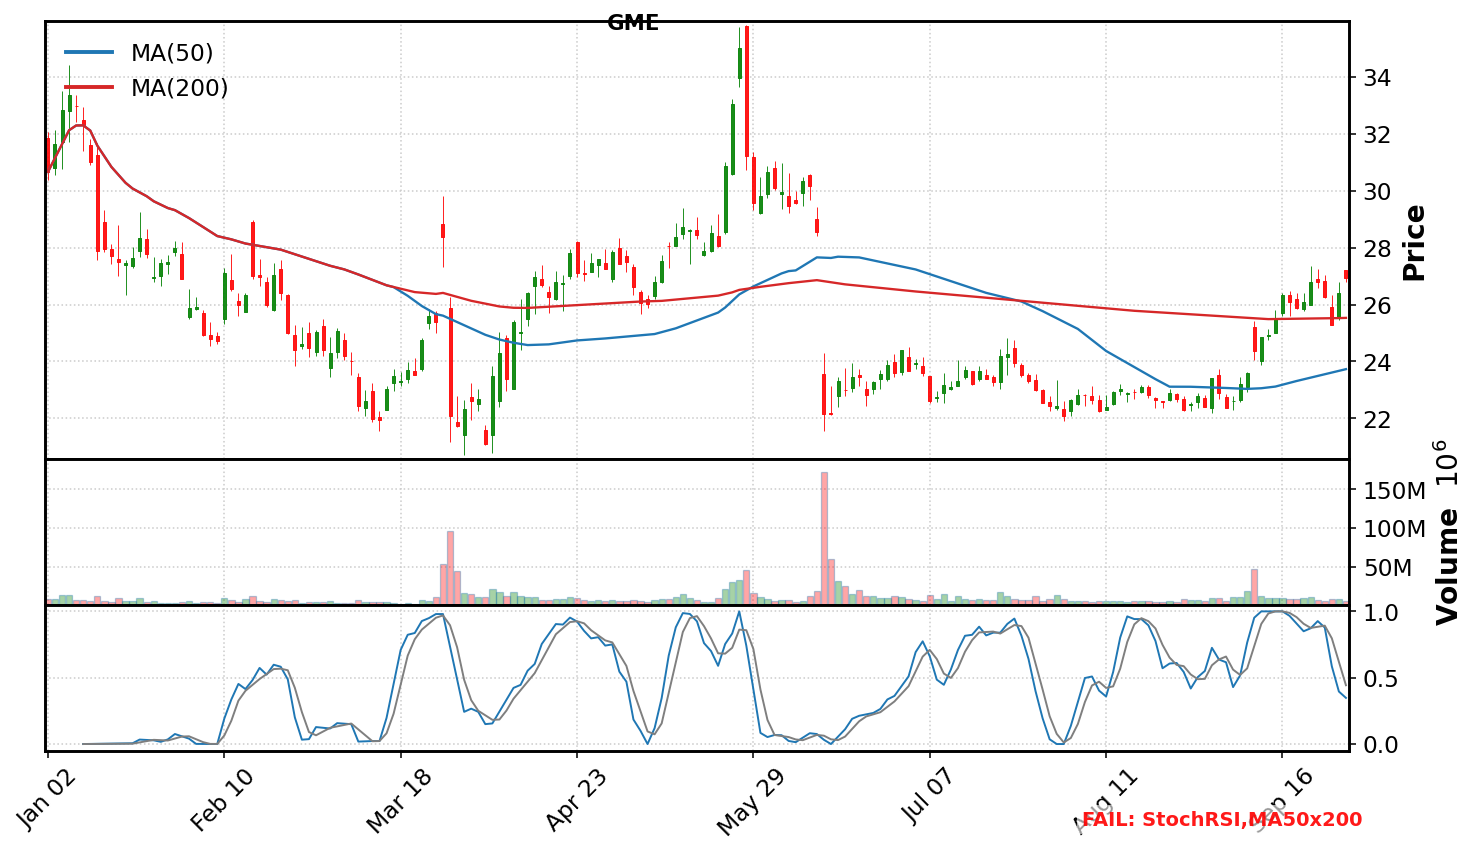 GME
MA(50)
MA(200)
34
32
30
28
26
24
22
Price
150M
100M
50M
Volume 10^6
1.0
0.5
0.0
Jan 02
Feb 10
Mar 18
Apr 23
May 29
Jul 07
Aug 11
Sep 16
FAIL: StochRSI,MA50x200